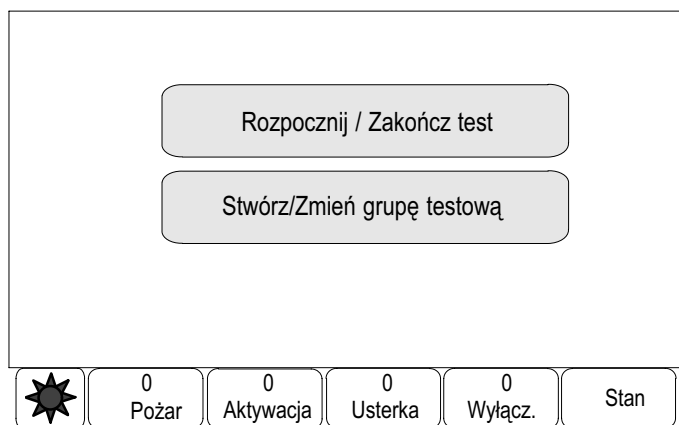 Rozpocznij / Zakończ test
Stwórz/Zmień grupę testową
0 0 0 0
Pożar Aktywacja Usterka Wyłącz. Stan